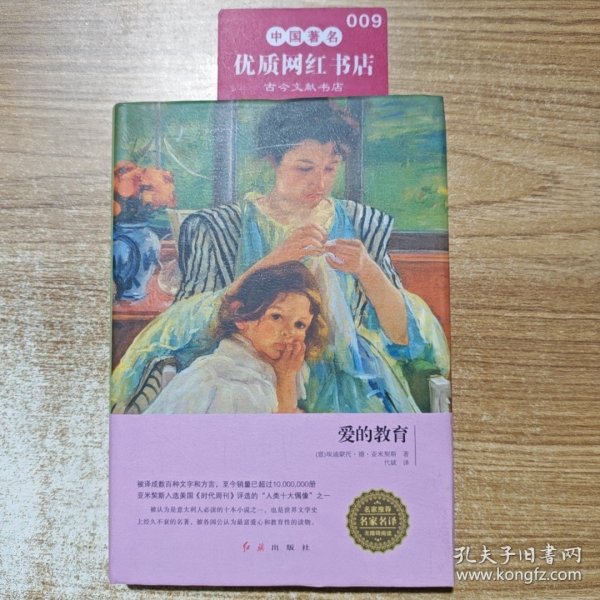 009
中国著名
优质网红书店
古今文献书店
爱的教育
(意)埃迪蒙托·德·亚米契斯 著
代斌 译
被译成数百种文字和方言，至今销量已超过10,000,000册
亚米契斯入选美国《时代周刊》评选的“人类十大偶像”之一
被认为是意大利人必读的十本小说之一，也是世界文学史
上经久不衰的名著，被各国公认为最富爱心和教育性的读物。
名家推荐
名家名译
无障碍阅读
红旗出版社
孔夫子旧书网
www.kongfz.com